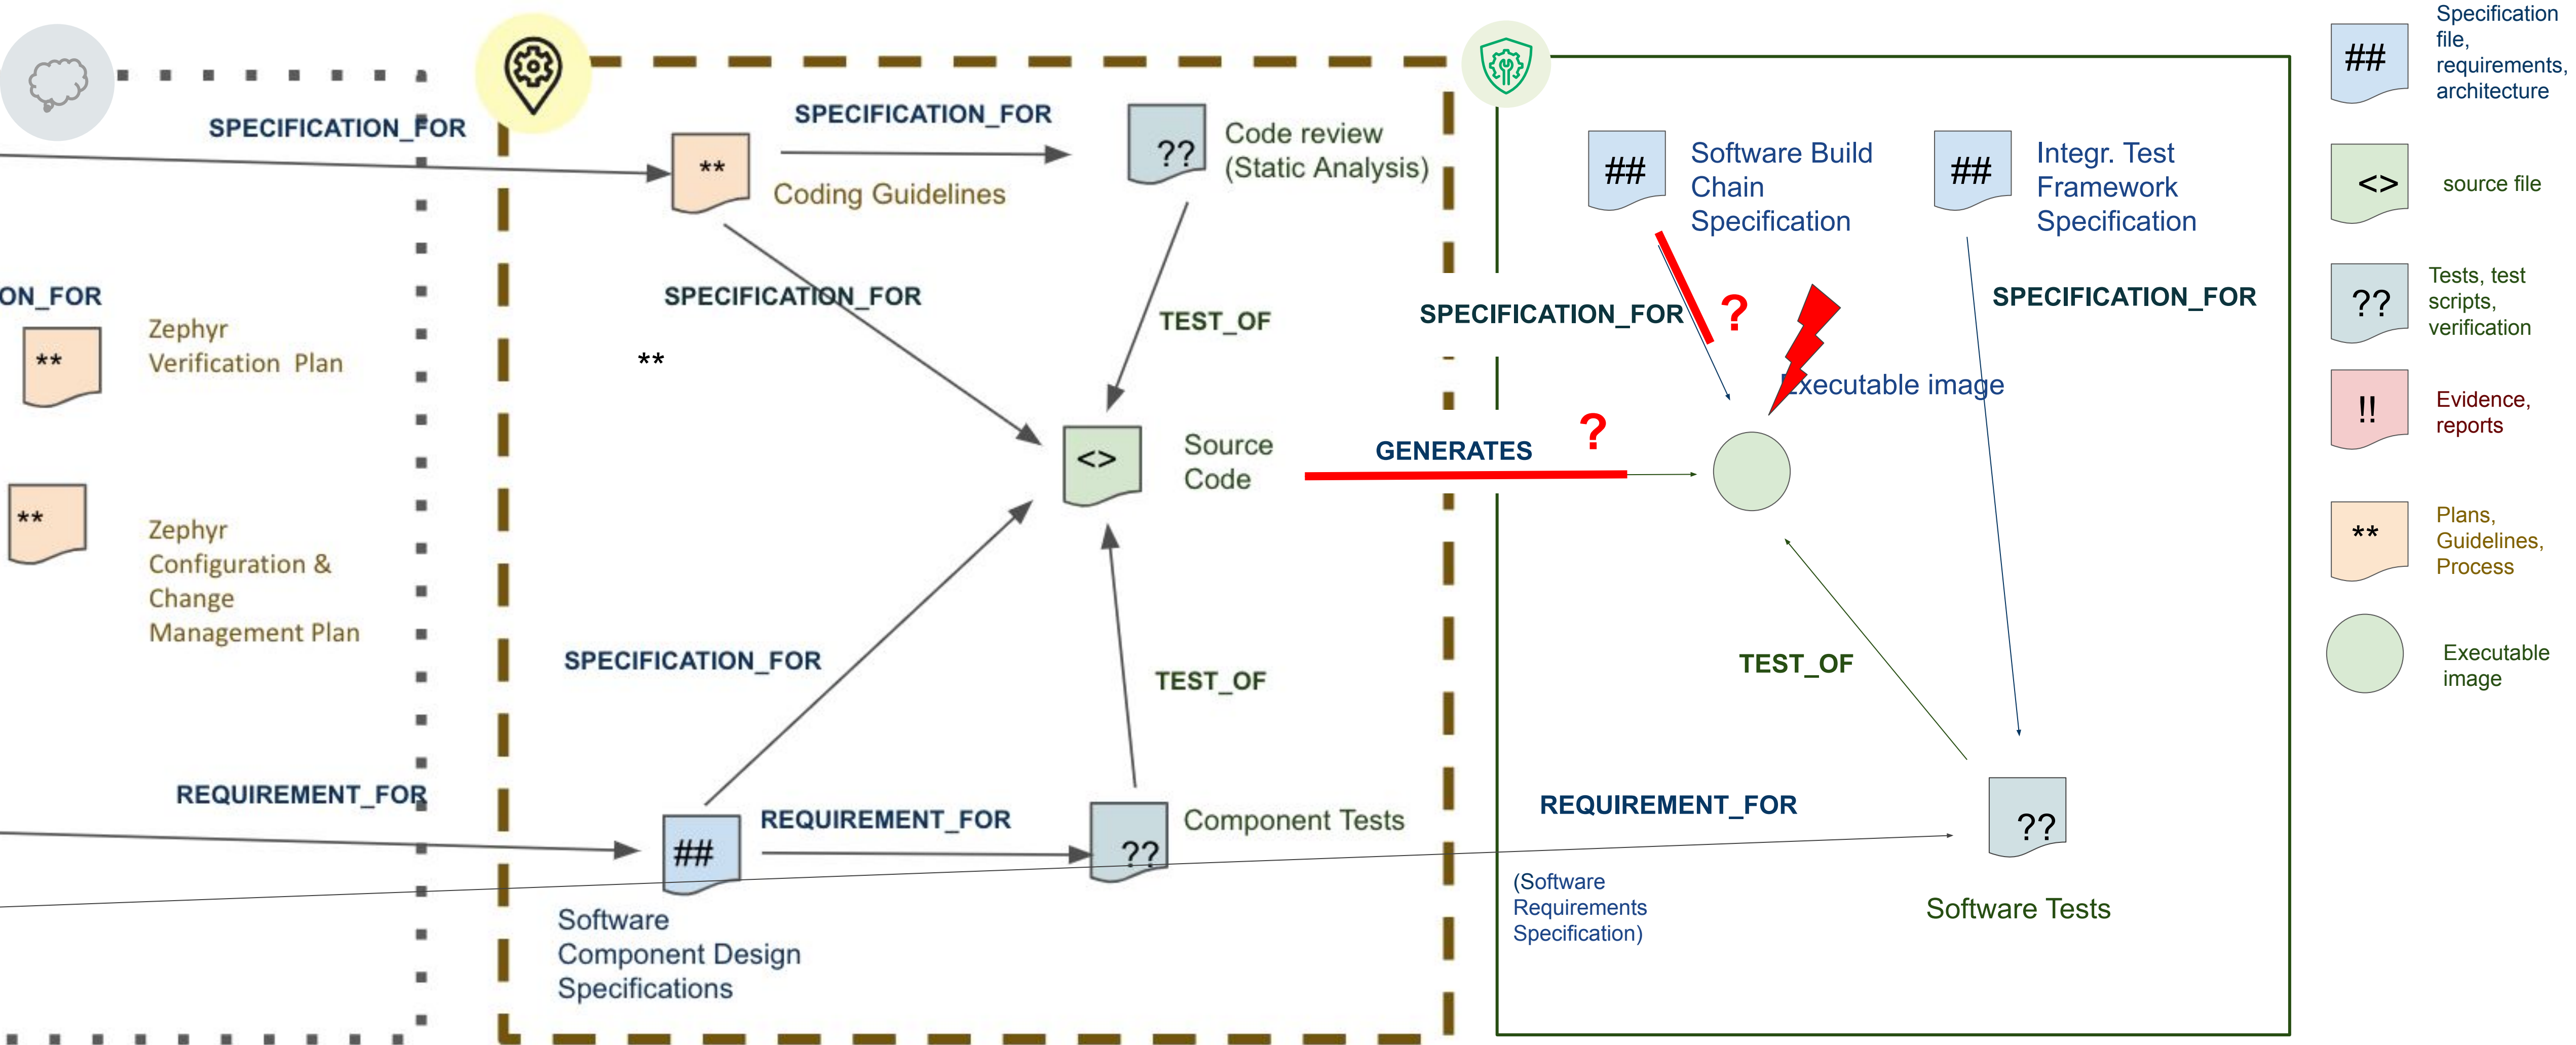 SPECIFICATION_FOR
ON_FOR
**
Zephyr
Verification Plan
**
Zephyr
Configuration &
Change
Management Plan
REQUIREMENT_FOR
**
Coding Guidelines
SPECIFICATION_FOR
??
Code review
(Static Analysis)
SPECIFICATION_FOR
**
TEST_OF
<>
Source
Code
SPECIFICATION_FOR
TEST_OF
##
REQUIREMENT_FOR
??
Component Tests
Software
Component Design
Specifications
##
Software Build
Chain
Specification
##
Integr. Test
Framework
Specification
SPECIFICATION_FOR
?
SPECIFICATION_FOR
Executable image
GENERATES
?
TEST_OF
REQUIREMENT_FOR
(Software
Requirements
Specification)
??
Software Tests
##
Specification
file,
requirements,
architecture
<>
source file
??
Tests, test
scripts,
verification
!!
Evidence,
reports
**
Plans,
Guidelines,
Process
Executable
image